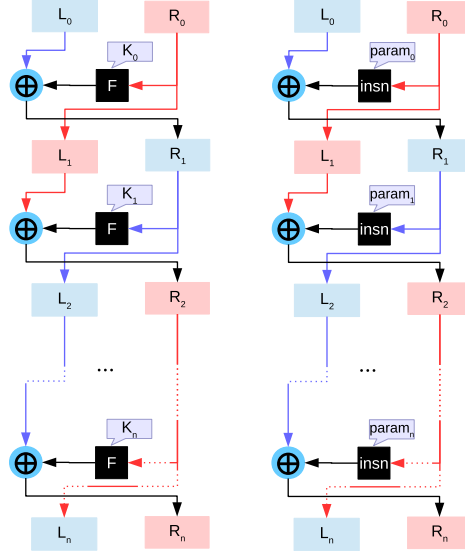 L₀ R₀ L₀ R₀
K₀ param₀
F insn
L₁ R₁ L₁ R₁
K₁ param₁
F insn
L₂ R₂ L₂ R₂
... ...
Kₙ paramₙ
F insn
Lₙ Rₙ Lₙ Rₙ